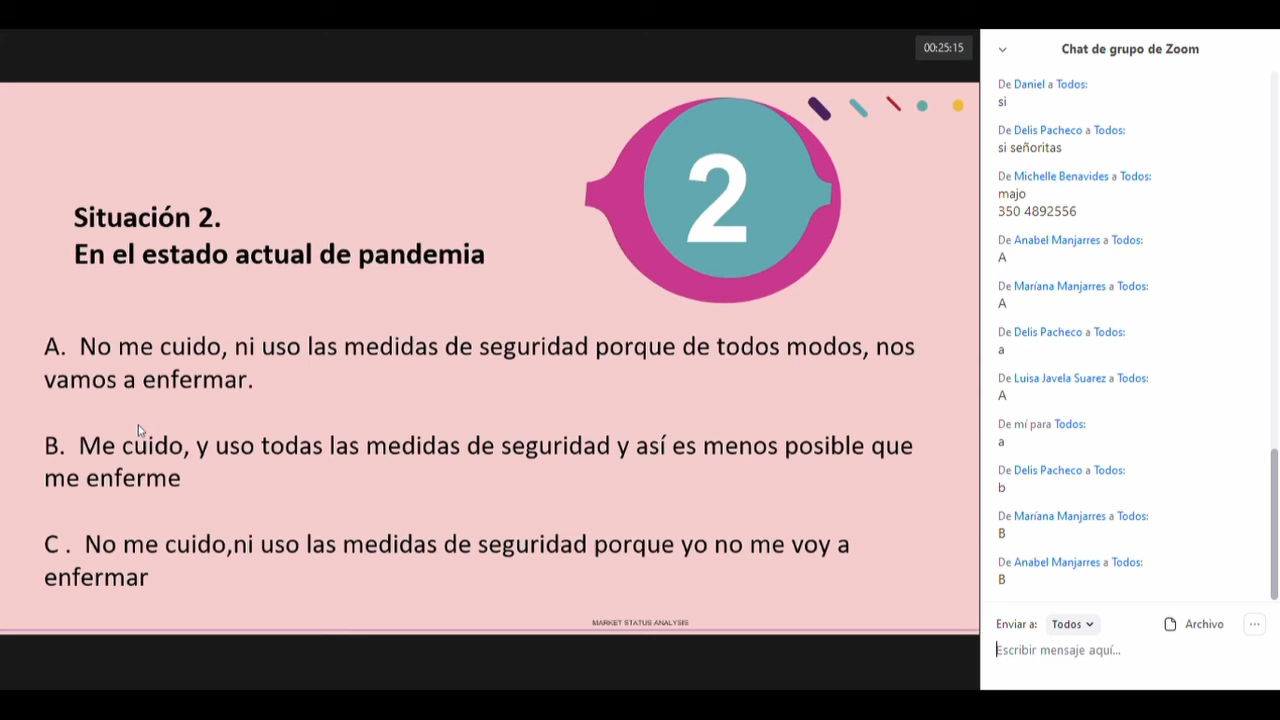 00:25:15
2
Situación 2.
En el estado actual de pandemia
A. No me cuido, ni uso las medidas de seguridad porque de todos modos, nos
vamos a enfermar.
B. Me cuido, y uso todas las medidas de seguridad y así es menos posible que
me enferme
C . No me cuido,ni uso las medidas de seguridad porque yo no me voy a
enfermar
MARKET STATUS ANALYSIS
Chat de grupo de Zoom
De Daniel a Todos:
si
De Delis Pacheco a Todos:
si señoritas
De Michelle Benavides a Todos:
majo
350 4892556
De Anabel Manjarres a Todos:
A
De Maríana Manjarres a Todos:
A
De Delis Pacheco a Todos:
a
De Luisa Javela Suarez a Todos:
A
De mí para Todos:
a
De Delis Pacheco a Todos:
b
De Maríana Manjarres a Todos:
B
De Anabel Manjarres a Todos:
B
Enviar a: Todos Archivo
Escribir mensaje aquí...